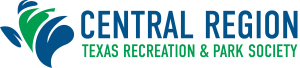 CENTRAL REGION
TEXAS RECREATION & PARK SOCIETY